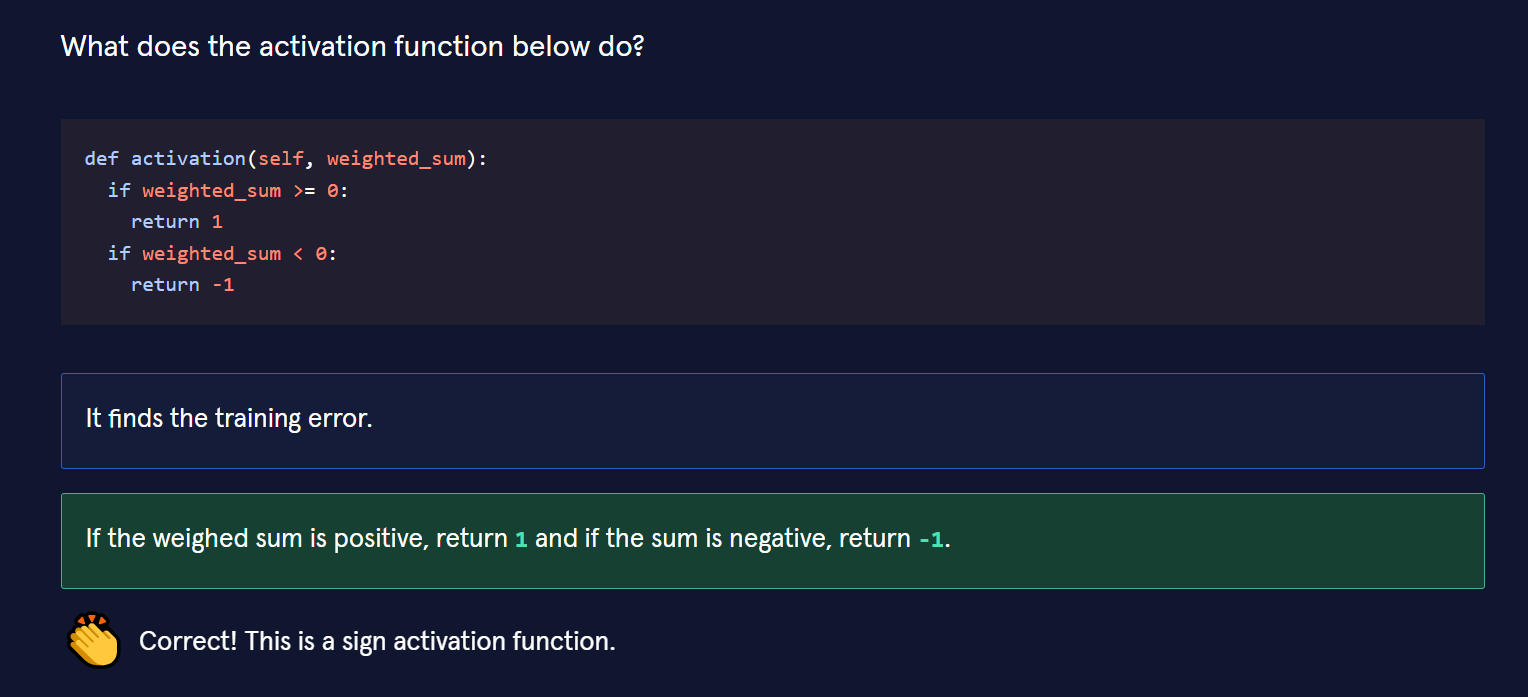 What does the activation function below do?
def activation(self, weighted_sum):
  if weighted_sum >= 0:
    return 1
  if weighted_sum < 0:
    return -1
It finds the training error.
If the weighed sum is positive, return 1 and if the sum is negative, return -1.
Correct! This is a sign activation function.